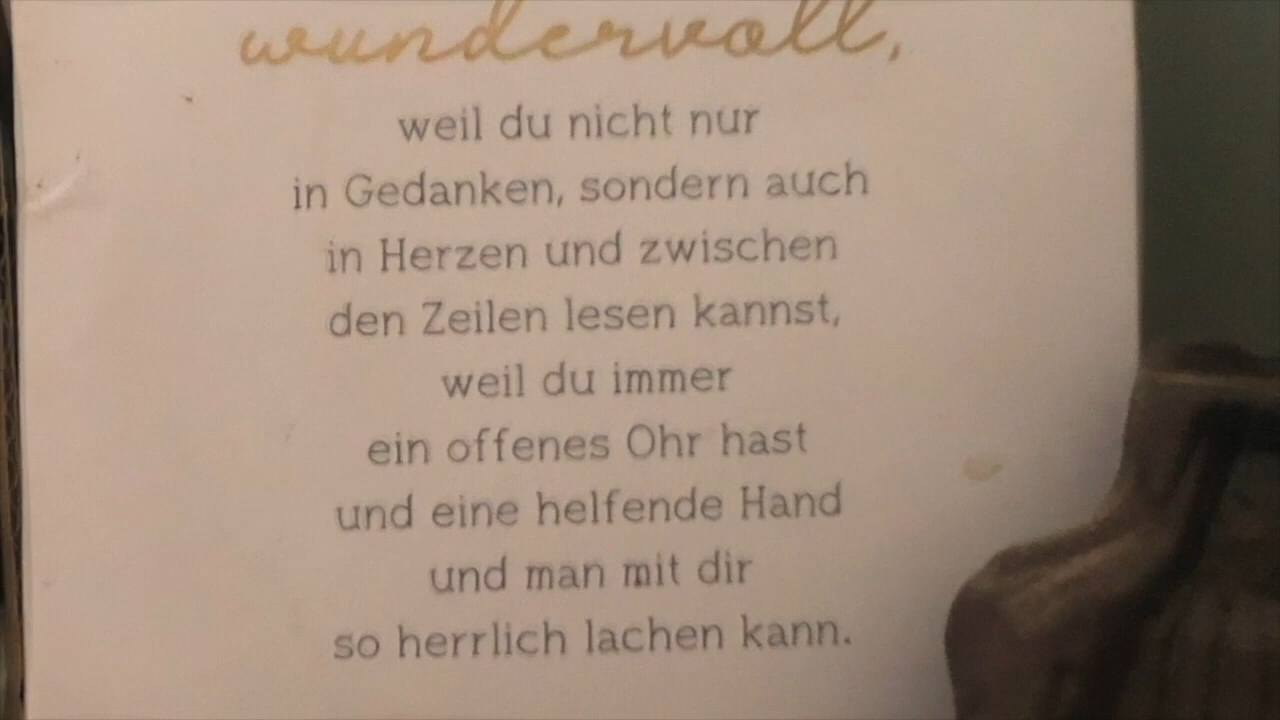 wundervoll,
weil du nicht nur
in Gedanken, sondern auch
in Herzen und zwischen
den Zeilen lesen kannst,
weil du immer
ein offenes Ohr hast
und eine helfende Hand
und man mit dir
so herrlich lachen kann.